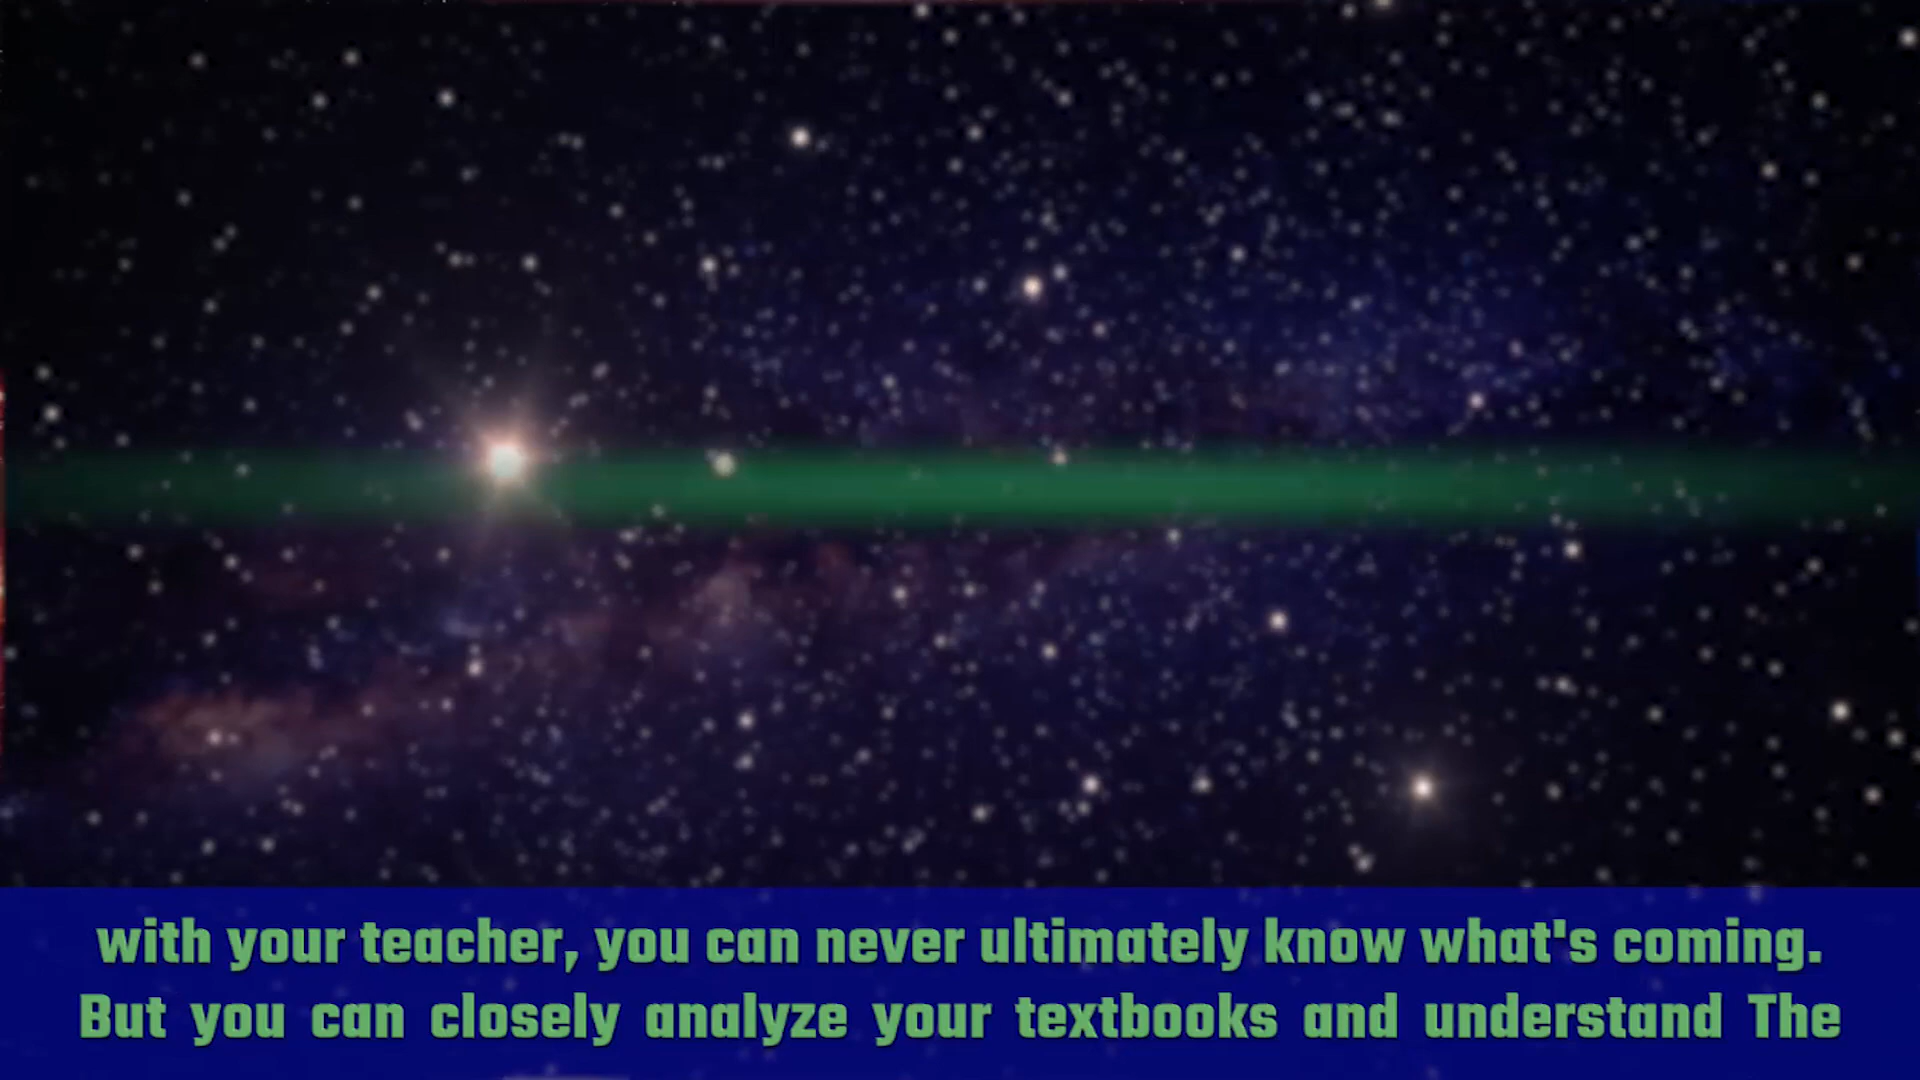 with your teacher, you can never ultimately know what's coming.
But you can closely analyze your textbooks and understand The